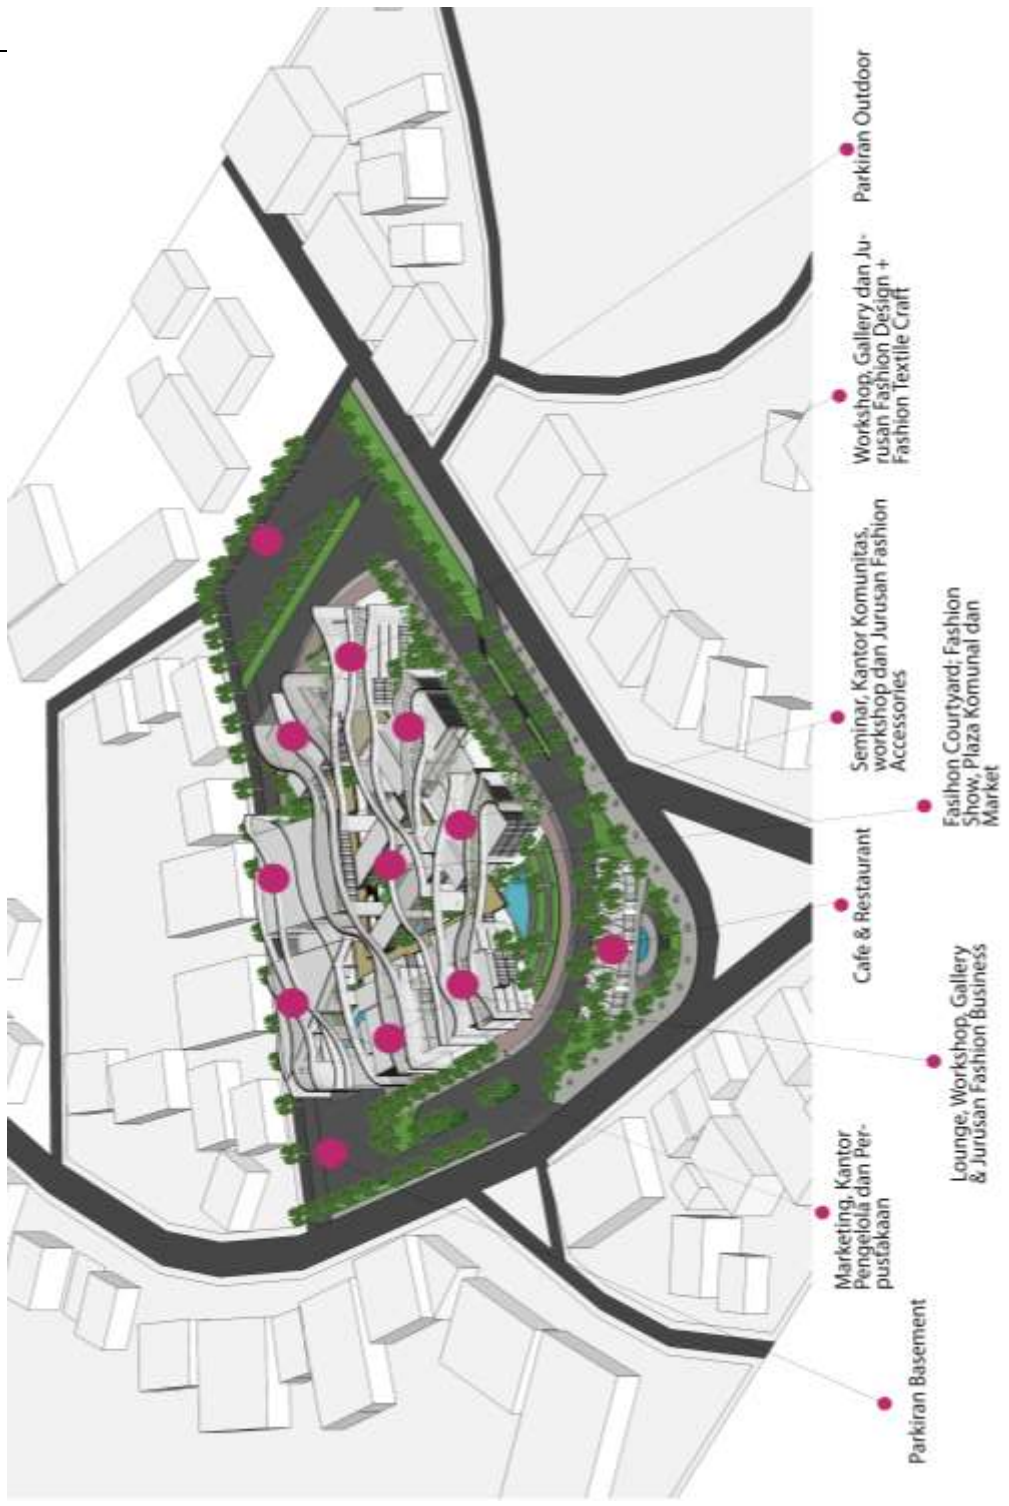 Parkiran Basement
Marketing, Kantor
Pengelola dan Per-
pustakaan
Lounge, Workshop, Gallery
& Jurusan Fashion Business
Cafe & Restaurant
Fasihon Courtyard; Fashion
Show, Plaza Komunal dan
Market
Seminar, Kantor Komunitas,
workshop dan Jurusan Fashion
Accessories
Workshop, Gallery dan Ju-
rusan Fashion Design +
Fashion Textile Craft
Parkiran Outdoor